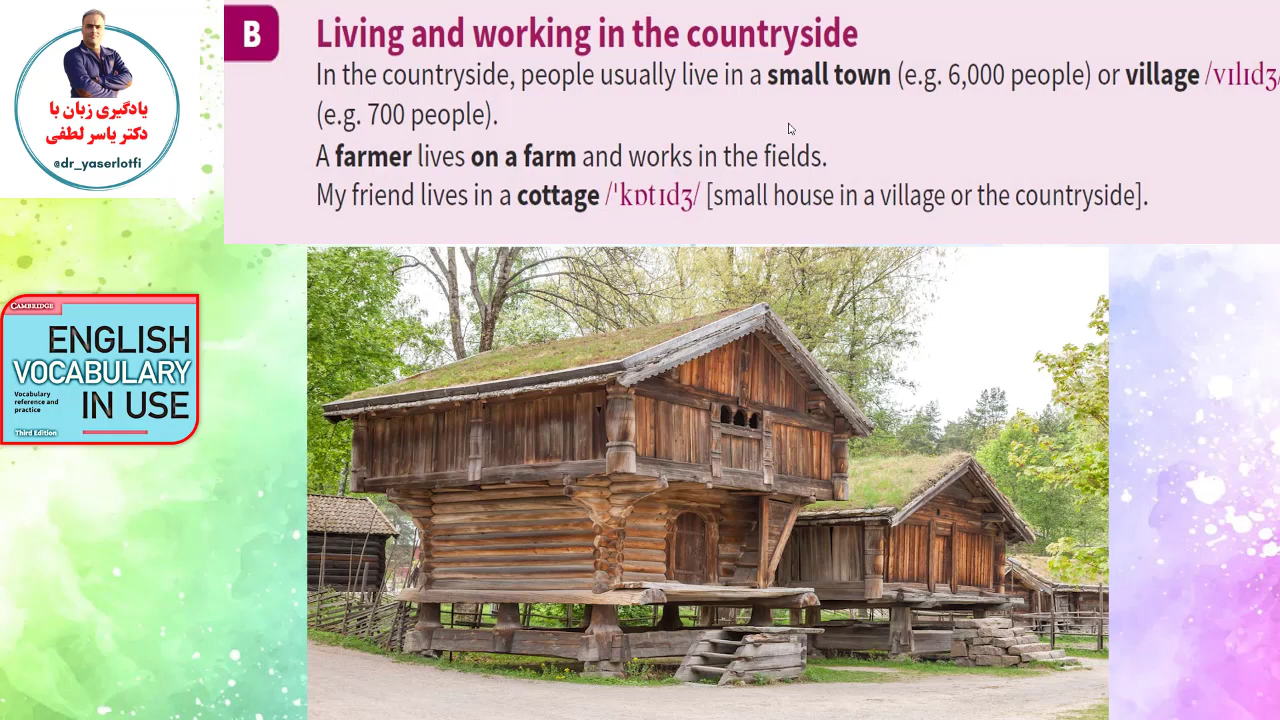 B
Living and working in the countryside
In the countryside, people usually live in a small town (e.g. 6,000 people) or village /vɪlɪdʒ/
(e.g. 700 people).
A farmer lives on a farm and works in the fields.
My friend lives in a cottage /ˈkɒtɪdʒ/ [small house in a village or the countryside].
یادگیری زبان با
دکتر یاسر لطفی
@dr_yaserlotfi
CAMBRIDGE
ENGLISH
VOCABULARY
IN USE
Vocabulary
reference and
practice
Third Edition